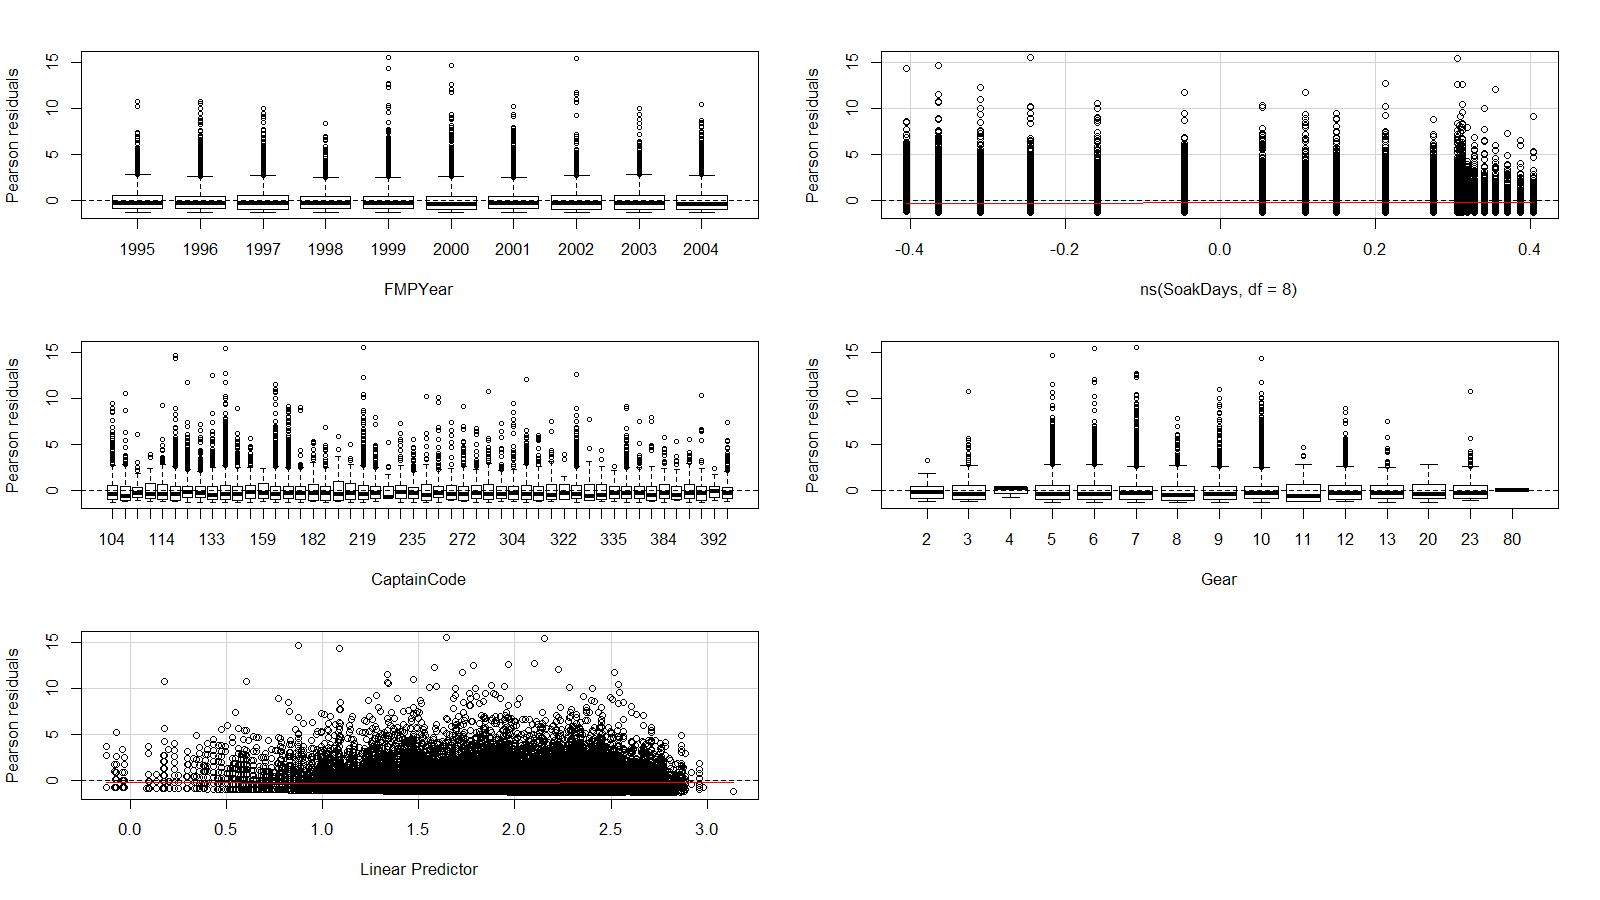 Pearson residuals
15
10
5
0
1995 1996 1997 1998 1999 2000 2001 2002 2003 2004
FMPYear
Pearson residuals
15
10
5
0
-0.4 -0.2 0.0 0.2 0.4
ns(SoakDays, df = 8)
Pearson residuals
15
10
5
0
104 114 133 159 182 219 235 272 304 322 335 384 392
CaptainCode
Pearson residuals
15
10
5
0
2 3 4 5 6 7 8 9 10 11 12 13 20 23 80
Gear
Pearson residuals
15
10
5
0
0.0 0.5 1.0 1.5 2.0 2.5 3.0
Linear Predictor